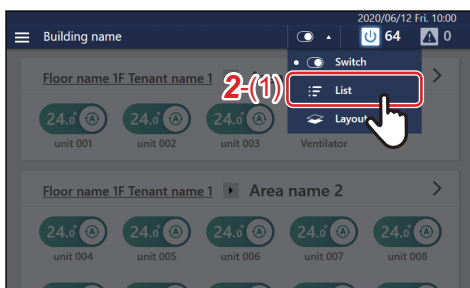 2020/06/12 Fri. 10:00
Building name 64 0
Switch
2-(1)
List
Layout
Floor name 1F Tenant name 1
24.0° A 24.0° A 24.0° A
unit 001 unit 002 unit 003 Ventilator
Floor name 1F Tenant name 1 Area name 2
24.0° A 24.0° A 24.0° A 24.0° A 24.0° A
unit 004 unit 005 unit 006 unit 007 unit 008